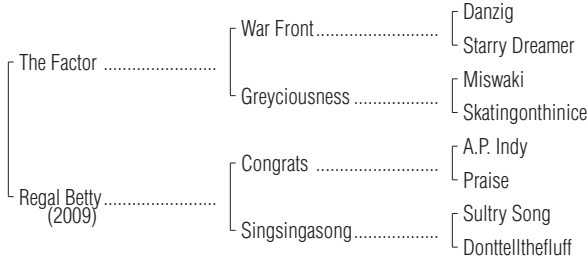 Danzig
War Front
Starry Dreamer
The Factor
Miswaki
Greyciousness
Skatingonthinice
A.P. Indy
Congrats
Praise
Regal Betty
(2009)
Sultry Song
Singsingasong
Donttellthefluff